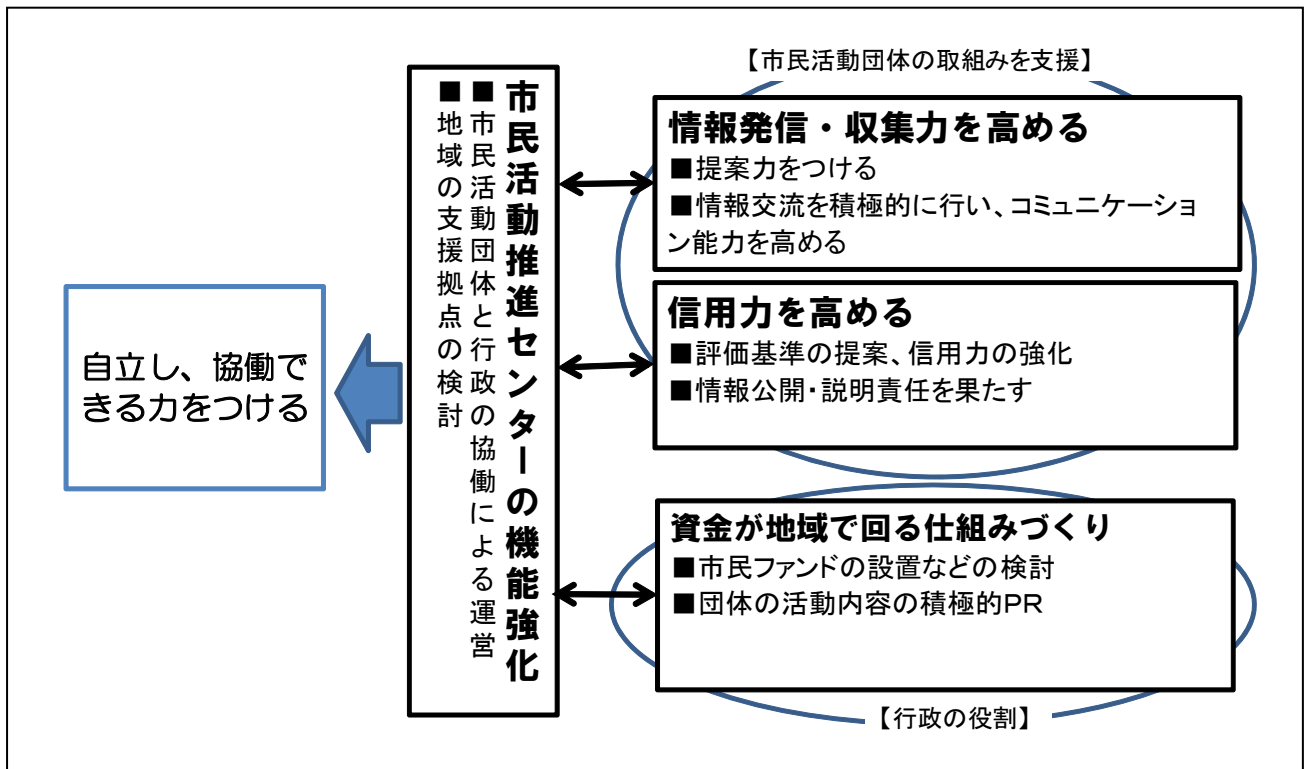 【市民活動団体の取組みを支援】
市民活動推進センターの機能強化
■市民活動団体と行政の協働による運営
■地域の支援拠点の検討
情報発信・収集力を高める
■提案力をつける
■情報交流を積極的に行い、コミュニケーショ
ン能力を高める
信用力を高める
■評価基準の提案、信用力の強化
■情報公開・説明責任を果たす
自立し、協働で
きる力をつける
資金が地域で回る仕組みづくり
■市民ファンドの設置などの検討
■団体の活動内容の積極的PR
【行政の役割】